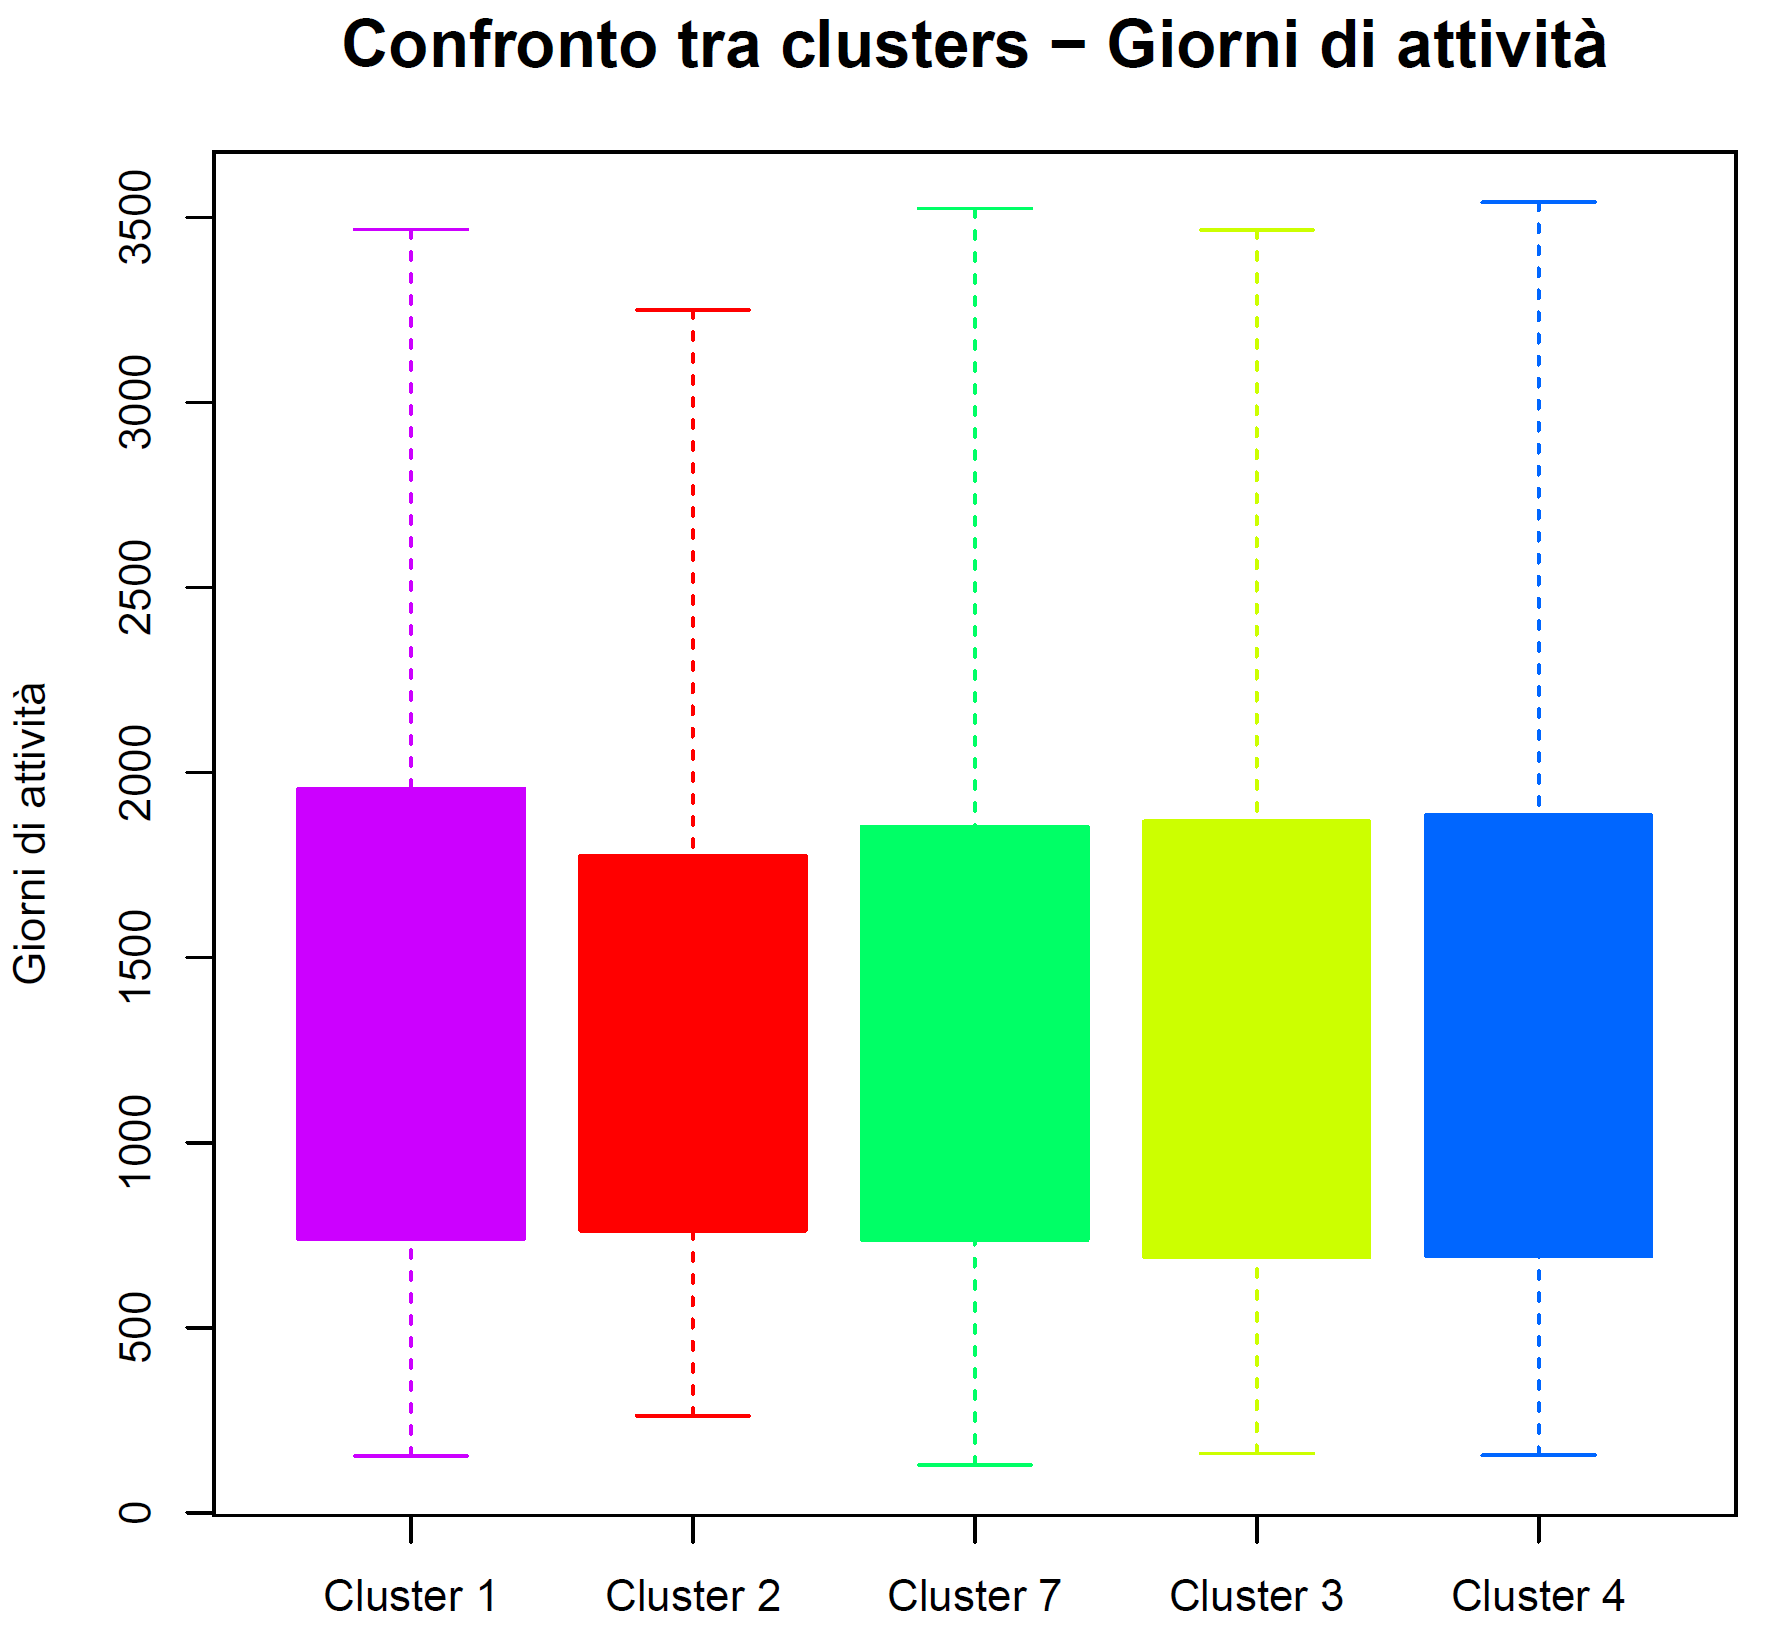 Confronto tra clusters − Giorni di attività
Giorni di attività
3500
3000
2500
2000
1500
1000
500
0
Cluster 1
Cluster 2
Cluster 7
Cluster 3
Cluster 4